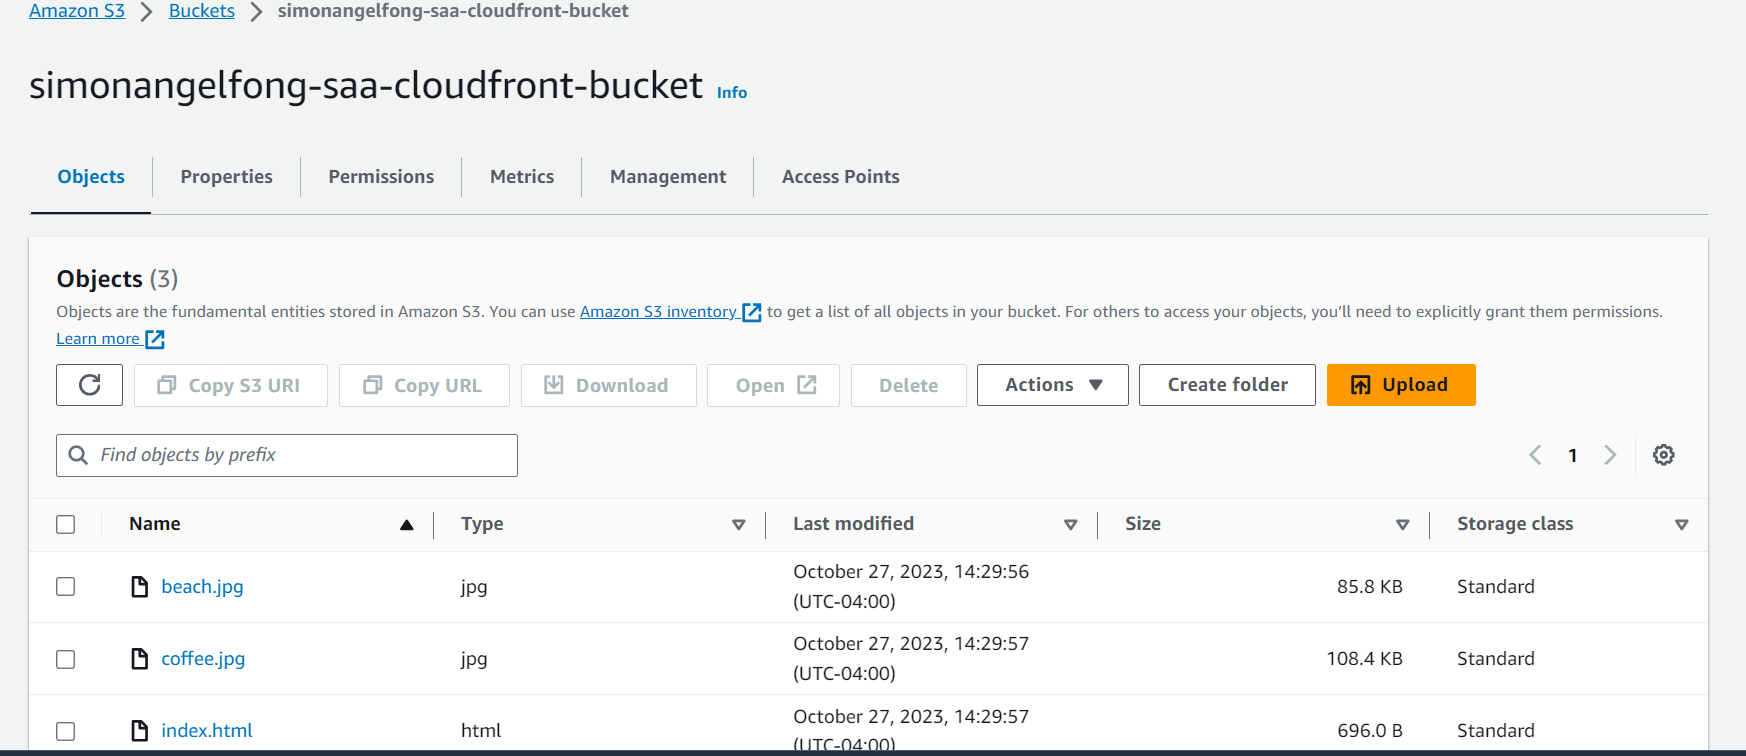 Amazon S3 > Buckets > simonangelfong-saa-cloudfront-bucket
simonangelfong-saa-cloudfront-bucket Info
Objects Properties Permissions Metrics Management Access Points
Objects (3)
Objects are the fundamental entities stored in Amazon S3. You can use Amazon S3 inventory to get a list of all objects in your bucket. For others to access your objects, you’ll need to explicitly grant them permissions.
Learn more
Copy S3 URI Copy URL Download Open Delete Actions Create folder Upload
Find objects by prefix 1
Name Type Last modified Size Storage class
beach.jpg jpg October 27, 2023, 14:29:56 85.8 KB Standard
(UTC-04:00)
coffee.jpg jpg October 27, 2023, 14:29:57 108.4 KB Standard
(UTC-04:00)
index.html html October 27, 2023, 14:29:57 696.0 B Standard
(UTC-04:00)